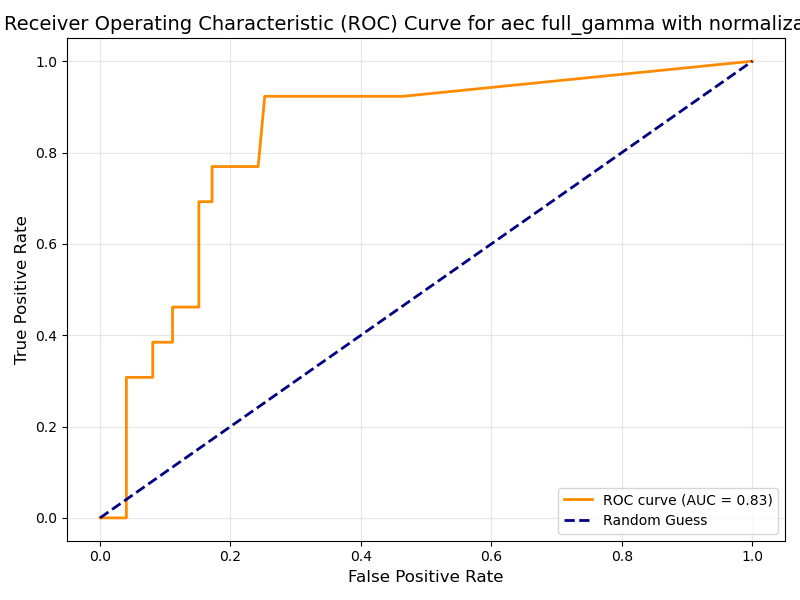 Receiver Operating Characteristic (ROC) Curve for aec full_gamma with
1.0
0.8
0.6
0.4
0.2
0.0
True Positive Rate
0.0 0.2 0.4 0.6 0.8 1.0
False Positive Rate
ROC curve (AUC = 0.83)
Random Guess